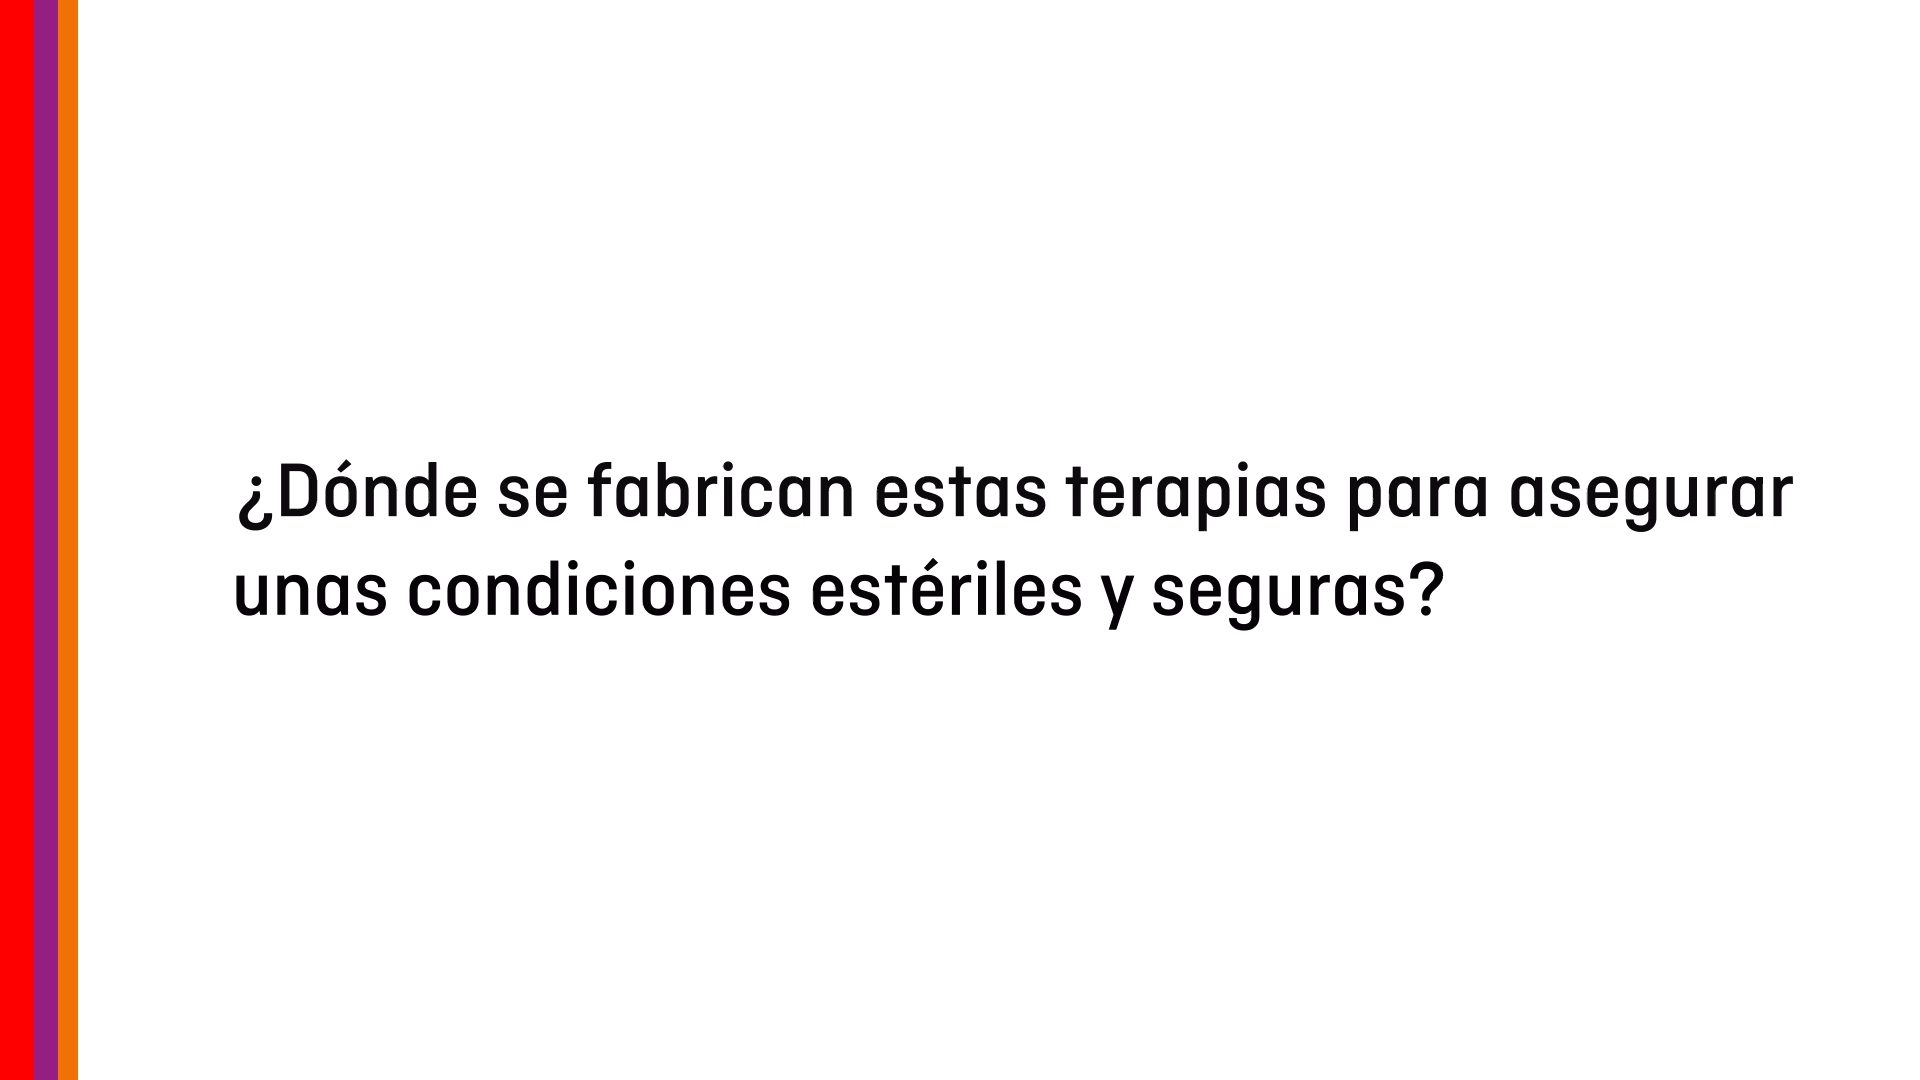 ¿Dónde se fabrican estas terapias para asegurar
unas condiciones estériles y seguras?